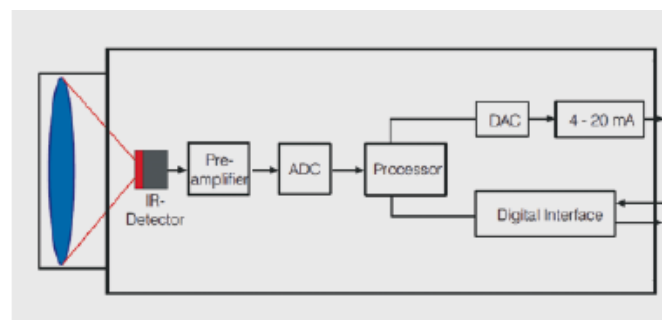 Pre-
amplifier
IR-
Detector
ADC
Processor
DAC
4 - 20 mA
Digital Interface